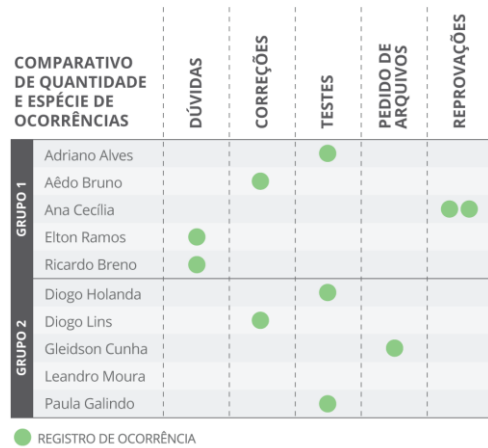 COMPARATIVO
DE QUANTIDADE
E ESPÉCIE DE
OCORRÊNCIAS
DÚVIDAS
CORREÇÕES
TESTES
PEDIDO DE
ARQUIVOS
REPROVAÇÕES
GRUPO 1
Adriano Alves
Aêdo Bruno
Ana Cecília
Elton Ramos
Ricardo Breno
GRUPO 2
Diogo Holanda
Diogo Lins
Gleidson Cunha
Leandro Moura
Paula Galindo
REGISTRO DE OCORRÊNCIA